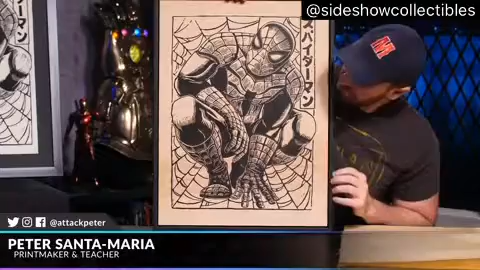 @sideshowcollectibles
スパイダーマン
@attackpeter
PETER SANTA-MARIA
PRINTMAKER & TEACHER